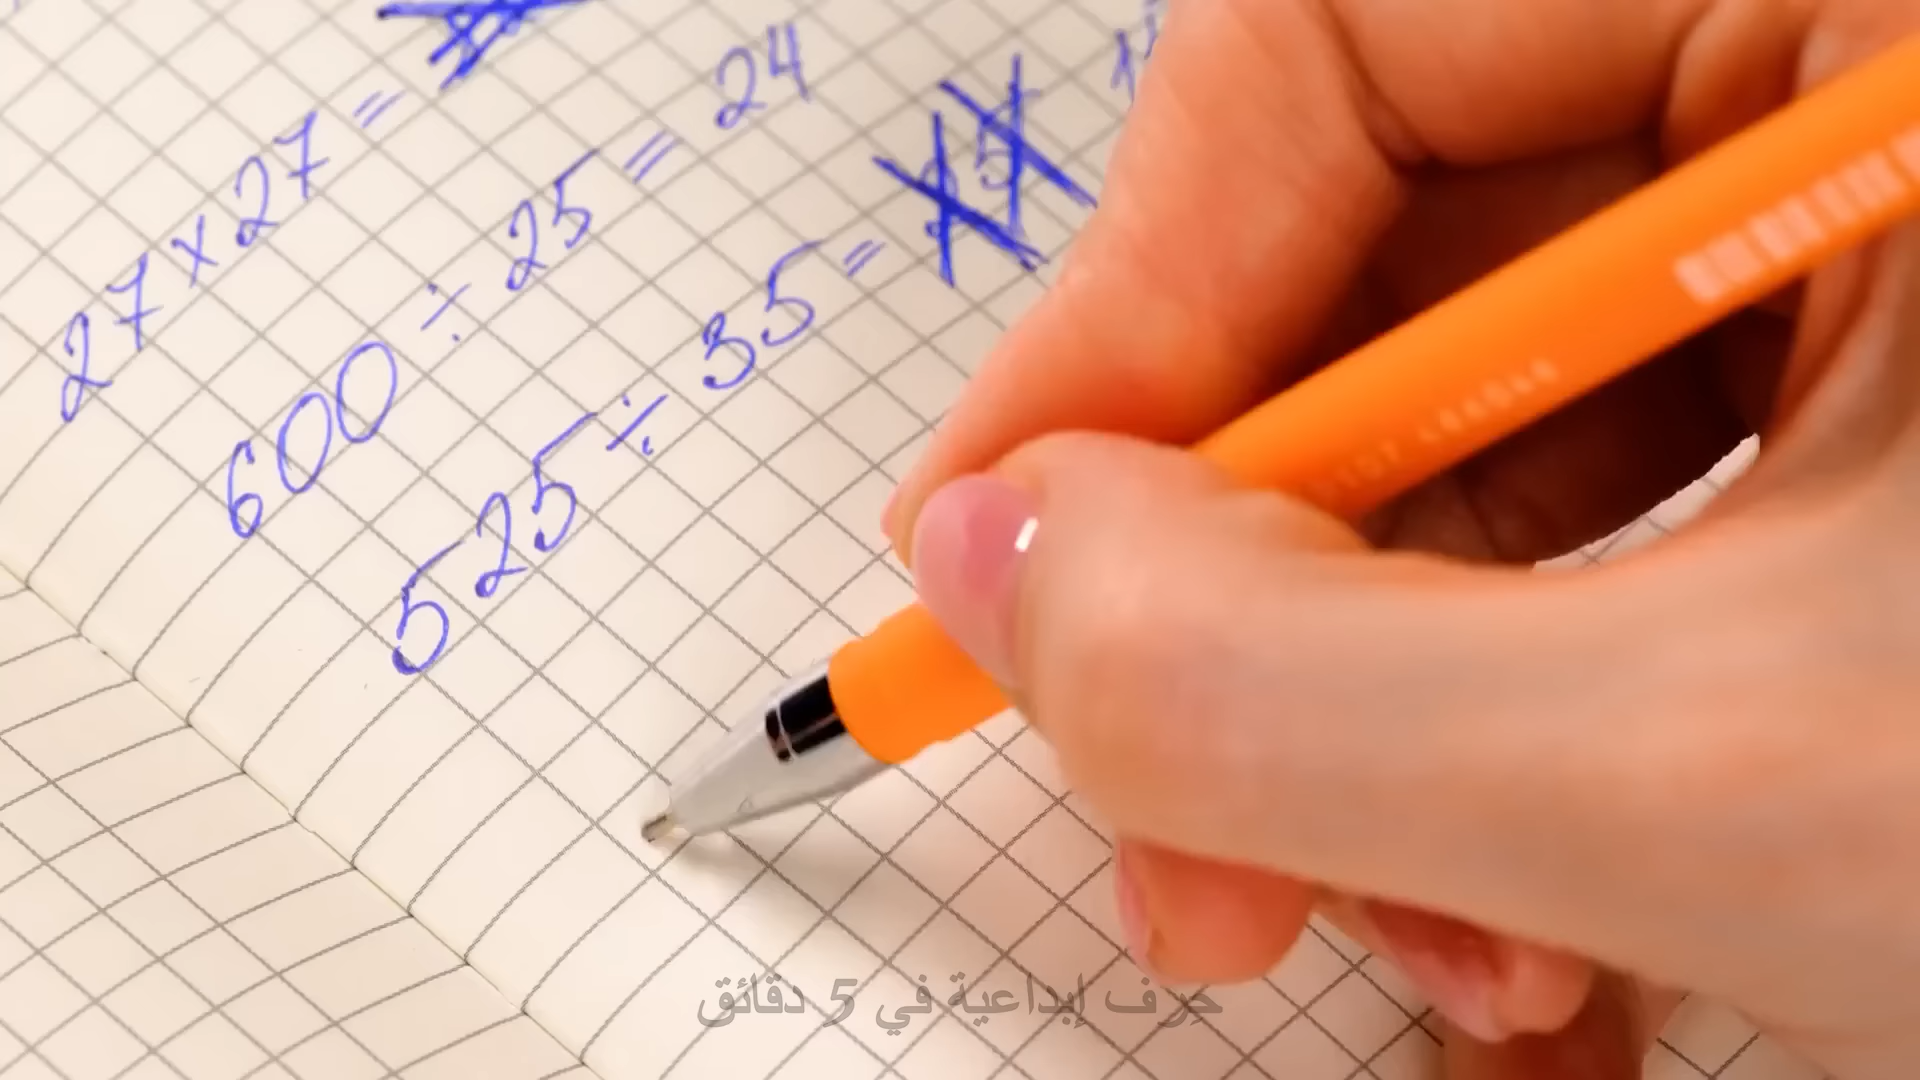 27 × 27 =
600 ÷ 25 = 24
525 ÷ 35 =
حرف إبداعية في 5 دقائق